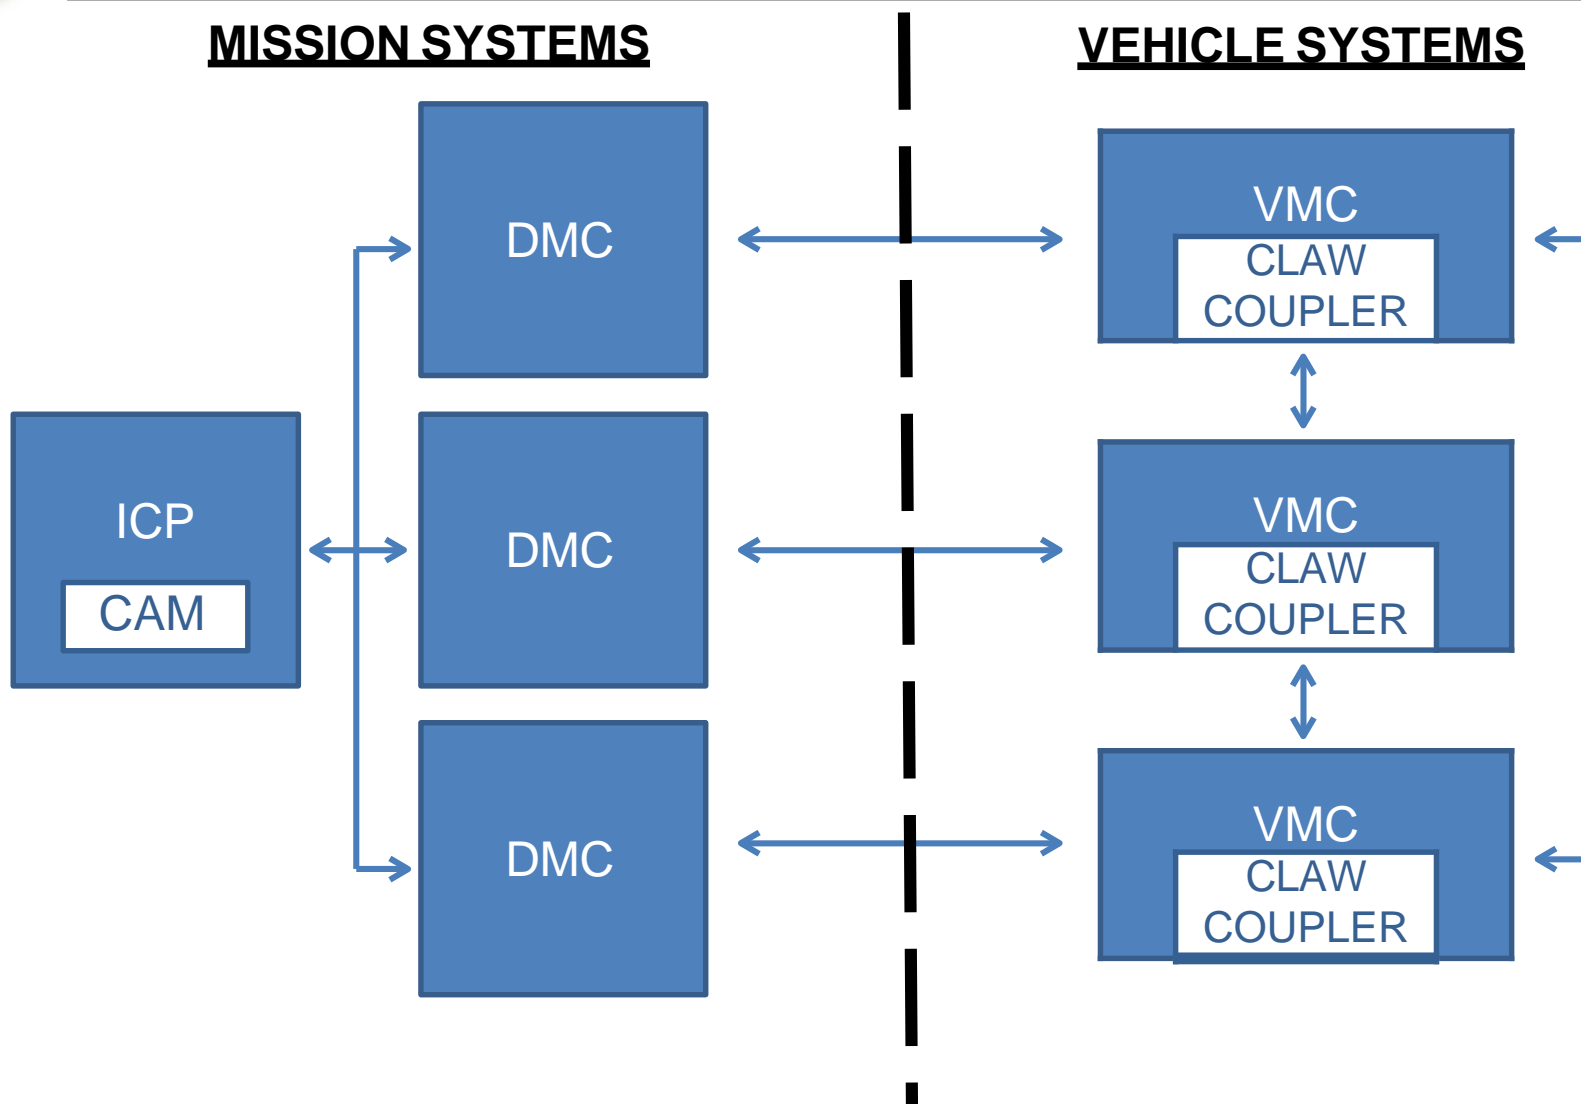 MISSION SYSTEMS
VEHICLE SYSTEMS
DMC
VMC
CLAW
COUPLER
ICP
CAM
DMC
VMC
CLAW
COUPLER
DMC
VMC
CLAW
COUPLER